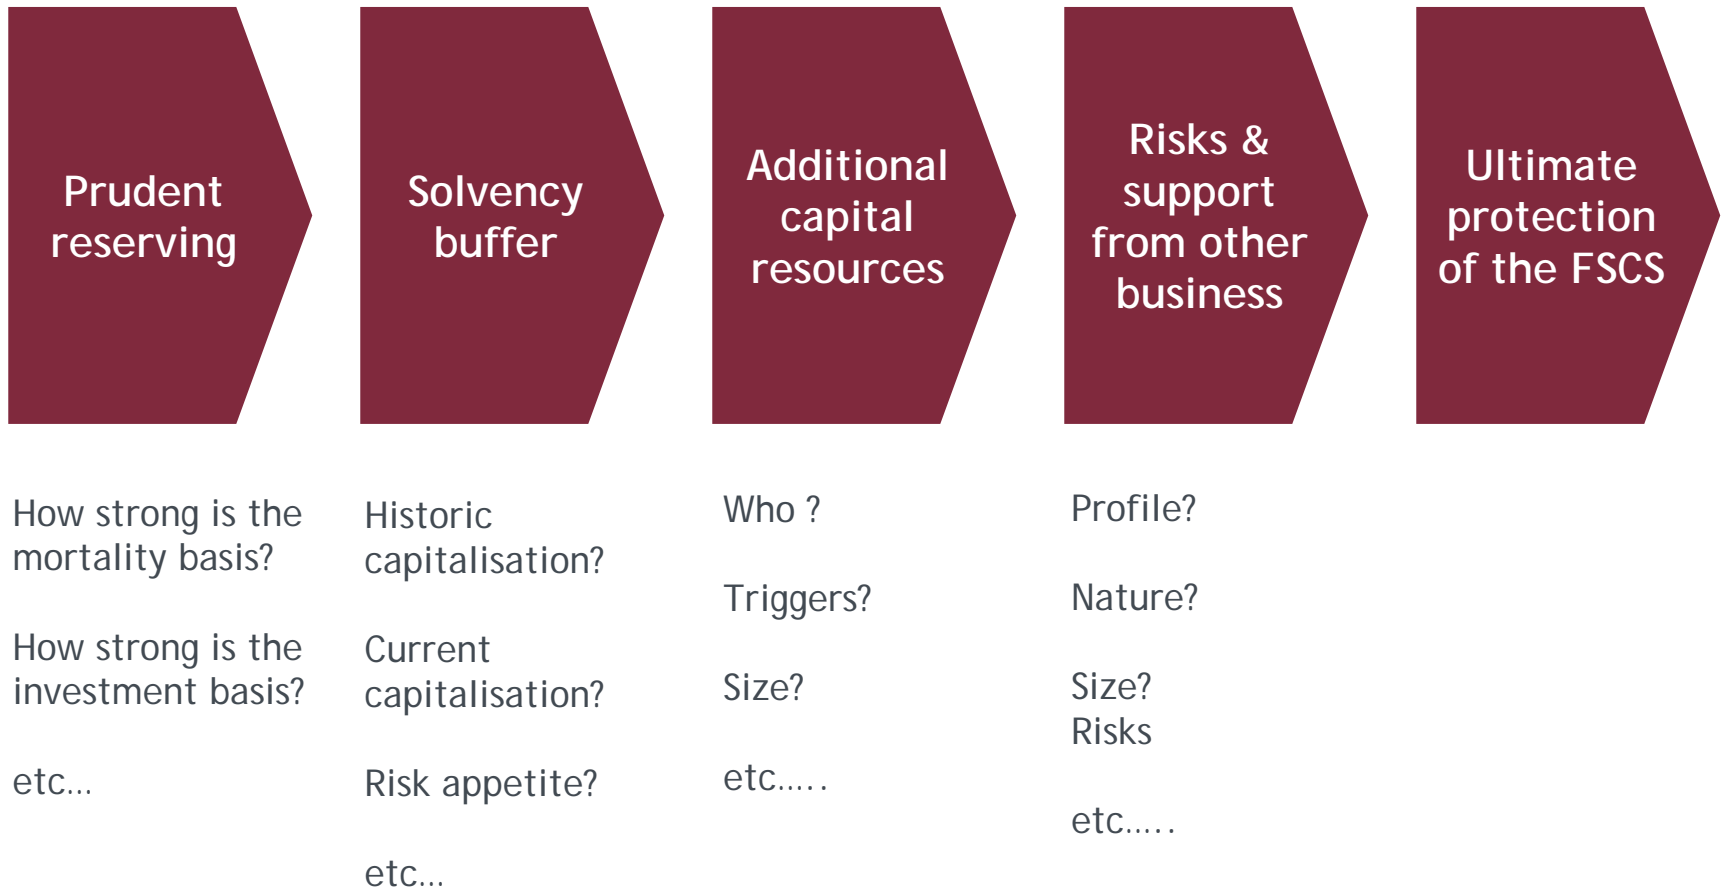 Prudent
reserving
Solvency
buffer
Additional
capital
resources
Risks &
support
from other
business
Ultimate
protection
of the FSCS
How strong is the
mortality basis?
How strong is the
investment basis?
etc...
Historic
capitalisation?
Current
capitalisation?
Risk appetite?
etc...
Who ?
Triggers?
Size?
etc.....
Profile?
Nature?
Size?
Risks
etc.....